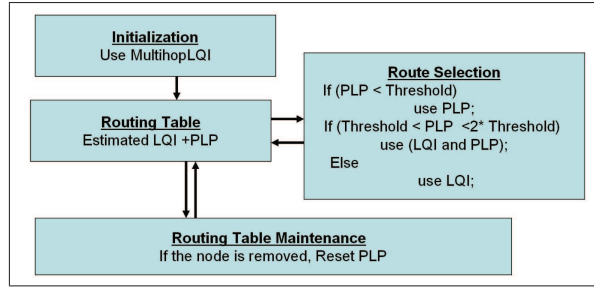 Initialization
Use MultihopLQI
Routing Table
Estimated LQI +PLP
Route Selection
If (PLP < Threshold)
use PLP;
If(Threshold < PLP <2* Threshold)
use (LQI and PLP);
Else
use LQI;
Routing Table Maintenance
If the node is removed, Reset PLP